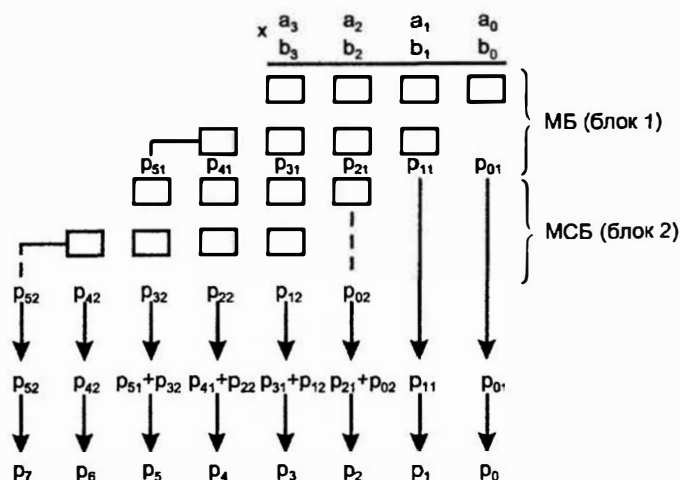 x a₃ a₂ a₁ a₀
b₃ b₂ b₁ b₀
МБ (блок 1)
p₅₁ p₄₁ p₃₁ p₂₁ p₁₁ p₀₁
МСБ (блок 2)
p₅₂ p₄₂ p₃₂ p₂₂ p₁₂ p₀₂
p₅₂ p₄₂ p₅₁+p₃₂ p₄₁+p₂₂ p₃₁+p₁₂ p₂₁+p₀₂ p₁₁ p₀₁
p₇ p₆ p₅ p₄ p₃ p₂ p₁ p₀